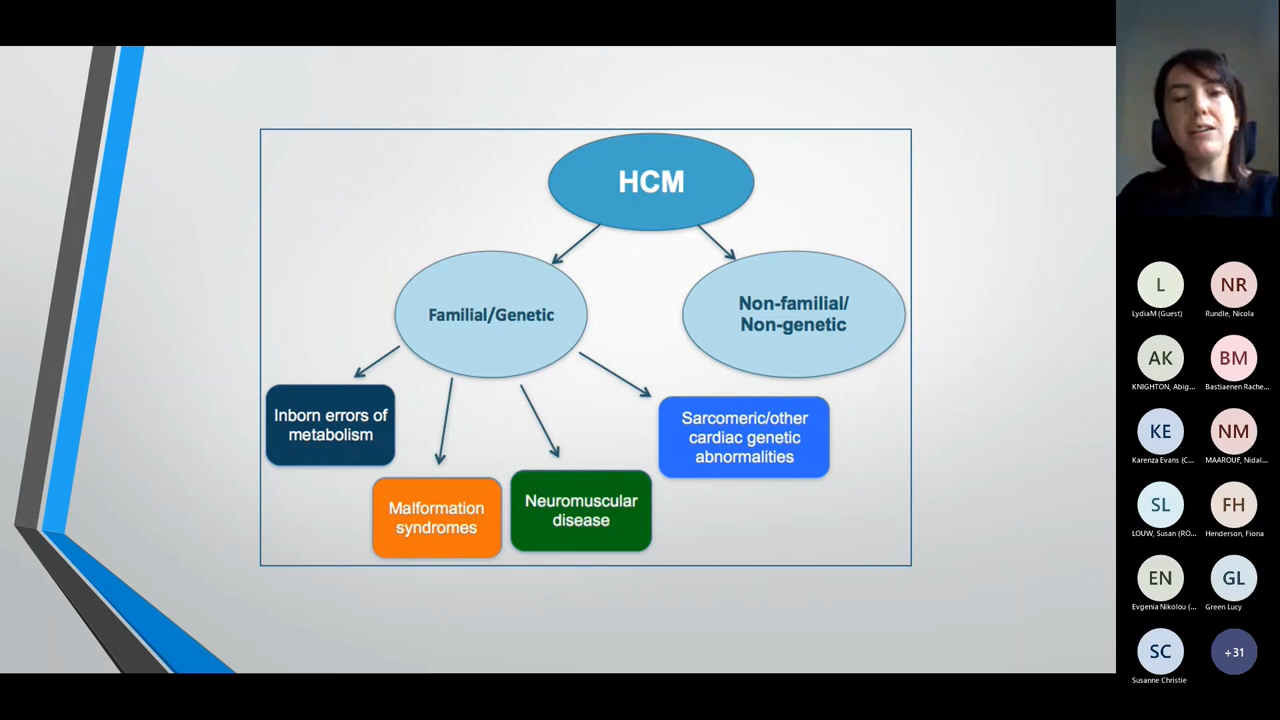 HCM
Familial/Genetic
Non-familial/
Non-genetic
Inborn errors of
metabolism
Malformation
syndromes
Neuromuscular
disease
Sarcomeric/other
cardiac genetic
abnormalities
L
LydiaM (Guest)
NR
Rundle, Nicola
AK
KNIGHTON, Abig...
BM
Bastiaenen Rache...
KE
Karenza Evans (C...
NM
MAAROUF, Nidal...
SL
LOUW, Susan (RO...
FH
Henderson, Fiona
EN
Evgenia Nikolou (...
GL
Green Lucy
SC
Susanne Christie
+31